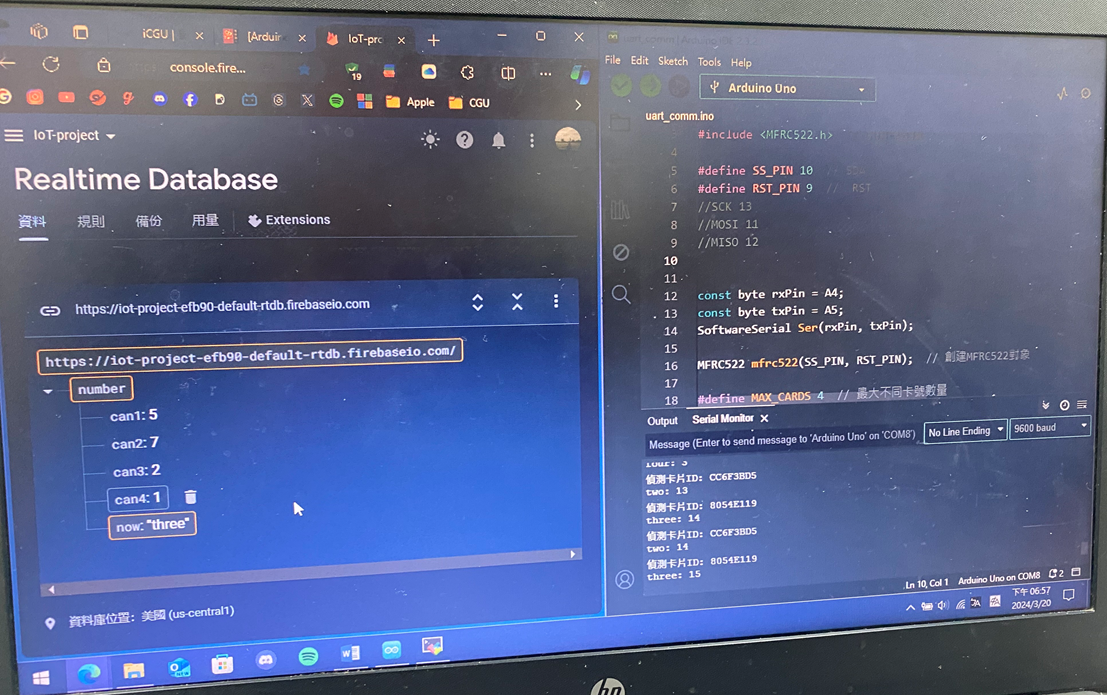 iCGU |
[Arduir
IoT-pro
console.fire...
19
Apple
CGU
IoT-project
Realtime Database
資料
規則
備份
用量
Extensions
https://iot-project-efb90-default-rtdb.firebaseio.com
https://iot-project-efb90-default-rtdb.firebaseio.com/
number
can1: 5
can2: 7
can3: 2
can4: 1
now: "three"
資料庫位置: 美國 (us-central1)
File Edit Sketch Tools Help
Arduino Uno
uart_comm.ino
#include <MFRC522.h>
4
5 #define SS_PIN 10 // SDA
6 #define RST_PIN 9 // RST
7 //SCK 13
8 //MOSI 11
9 //MISO 12
10
11
12 const byte rxPin = A4;
13 const byte txPin = A5;
14 SoftwareSerial Ser(rxPin, txPin);
15
16 MFRC522 mfrc522(SS_PIN, RST_PIN); // 創建MFRC522對象
17
18 #define MAX_CARDS 4 // 最大不同卡號數量
Output Serial Monitor
Message (Enter to send message to 'Arduino Uno' on 'COM8')
No Line Ending
9600 baud
four: 3
偵測卡片ID: CC6F3BD5
two: 13
偵測卡片ID: 8054E119
three: 14
偵測卡片ID: CC6F3BD5
two: 14
偵測卡片ID: 8054E119
three: 15
Ln 10, Col 1 Arduino Uno on COM8 2
下午 06:57
2024/3/20
hp